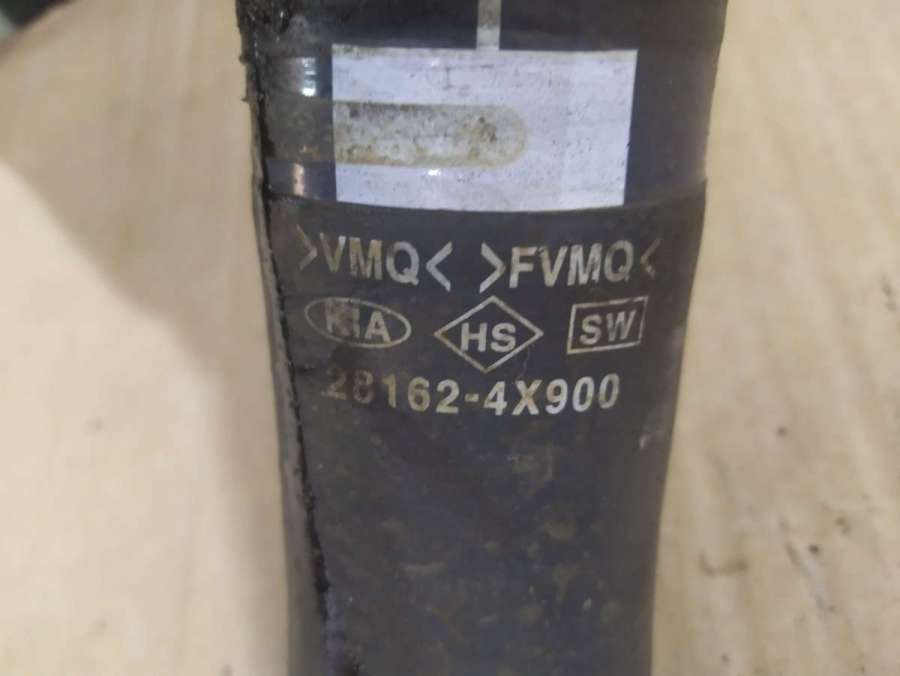 >VMQ< >FVMQ<
KIA HS SW
28162-4X900